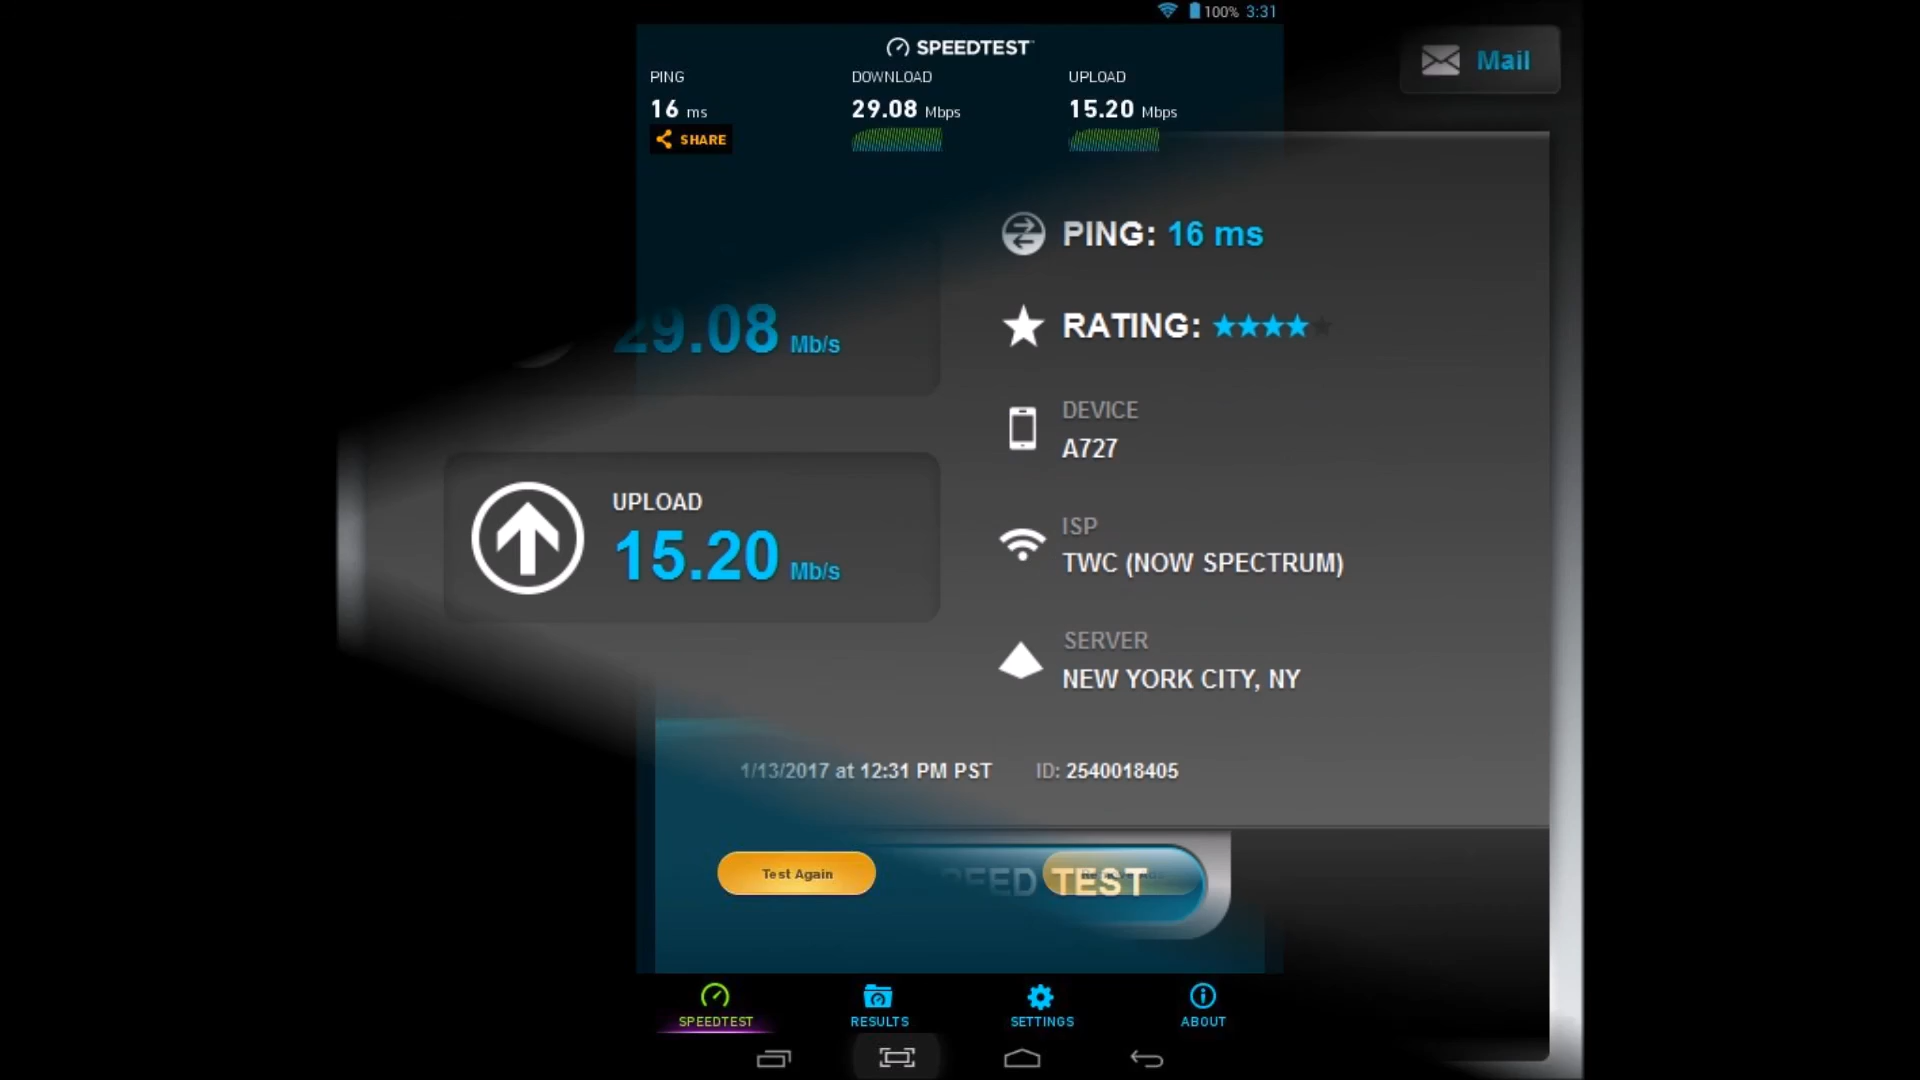 100% 3:31
SPEEDTEST
Mail
PING DOWNLOAD UPLOAD
16 ms 29.08 Mbps 15.20 Mbps
SHARE
PING: 16 ms
29.08 Mb/s
RATING:
DEVICE
A727
UPLOAD
15.20 Mb/s
ISP
TWC (NOW SPECTRUM)
SERVER
NEW YORK CITY, NY
1/13/2017 at 12:31 PM PST ID: 2540018405
Test Again
SPEED TEST
SPEEDTEST RESULTS SETTINGS ABOUT